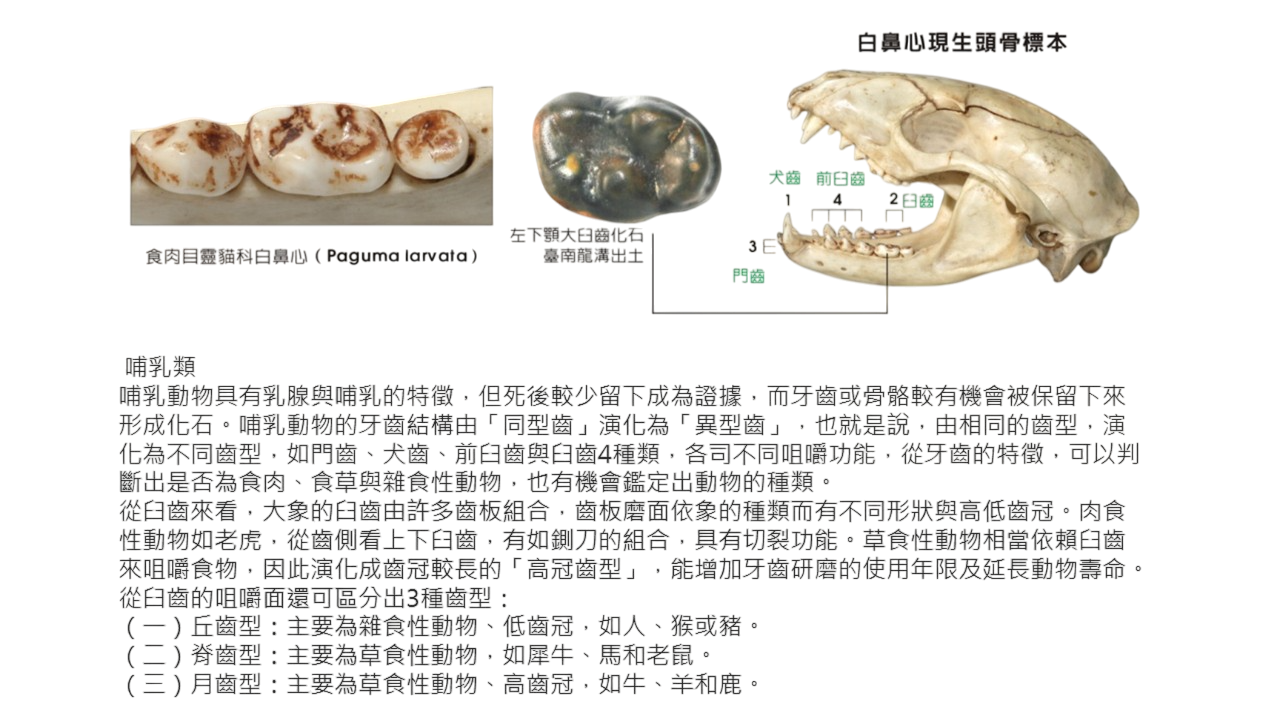 白鼻心現生頭骨標本
犬齒 前臼齒
1 4 2 臼齒
3
門齒
食肉目靈貓科白鼻心（Paguma larvata）
左下顎大臼齒化石
臺南龍溝出土
哺乳類
哺乳動物具有乳腺與哺乳的特徵，但死後較少留下成為證據，而牙齒或骨骼較有機會被保留下來
形成化石。哺乳動物的牙齒結構由「同型齒」演化為「異型齒」，也就是說，由相同的齒型，演
化為不同齒型，如門齒、犬齒、前臼齒與臼齒4種類，各司不同咀嚼功能，從牙齒的特徵，可以判
斷出是否為食肉、食草與雜食性動物，也有機會鑑定出動物的種類。
從臼齒來看，大象的臼齒由許多齒板組合，齒板磨面依象的種類而有不同形狀與高低齒冠。肉食
性動物如老虎，從齒側看上下臼齒，有如鍘刀的組合，具有切裂功能。草食性動物相當依賴臼齒
來咀嚼食物，因此演化成齒冠較長的「高冠齒型」，能增加牙齒研磨的使用年限及延長動物壽命。
從臼齒的咀嚼面還可區分出3種齒型：
（一）丘齒型：主要為雜食性動物、低齒冠，如人、猴或豬。
（二）脊齒型：主要為草食性動物，如犀牛、馬和老鼠。
（三）月齒型：主要為草食性動物、高齒冠，如牛、羊和鹿。